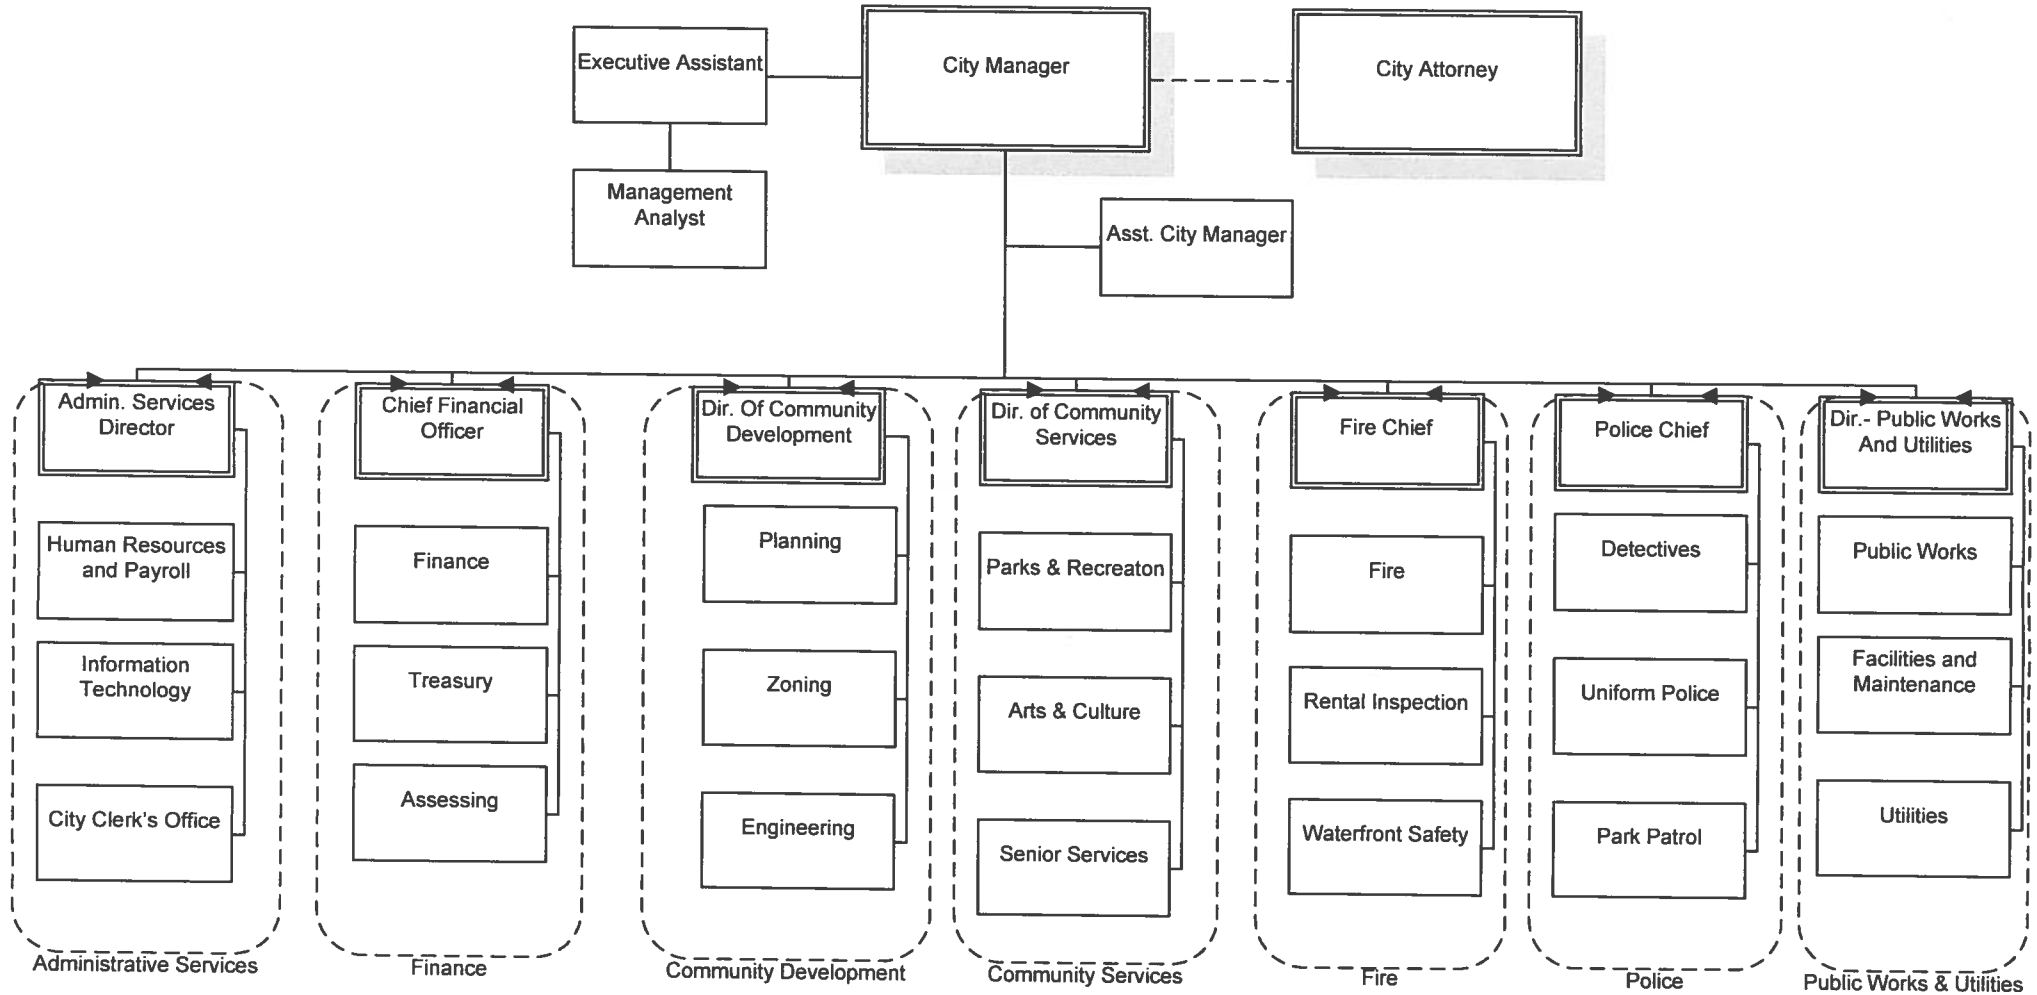 Executive Assistant
City Manager
City Attorney
Management
Analyst
Asst. City Manager
Admin. Services
Director
Human Resources
and Payroll
Information
Technology
City Clerk's Office
Administrative Services
Chief Financial
Officer
Finance
Treasury
Assessing
Finance
Dir. Of Community
Development
Planning
Zoning
Engineering
Community Development
Dir. of Community
Services
Parks & Recreaton
Arts & Culture
Senior Services
Community Services
Fire Chief
Fire
Rental Inspection
Waterfront Safety
Fire
Police Chief
Detectives
Uniform Police
Park Patrol
Police
Dir.- Public Works
And Utilities
Public Works
Facilities and
Maintenance
Utilities
Public Works & Utilities